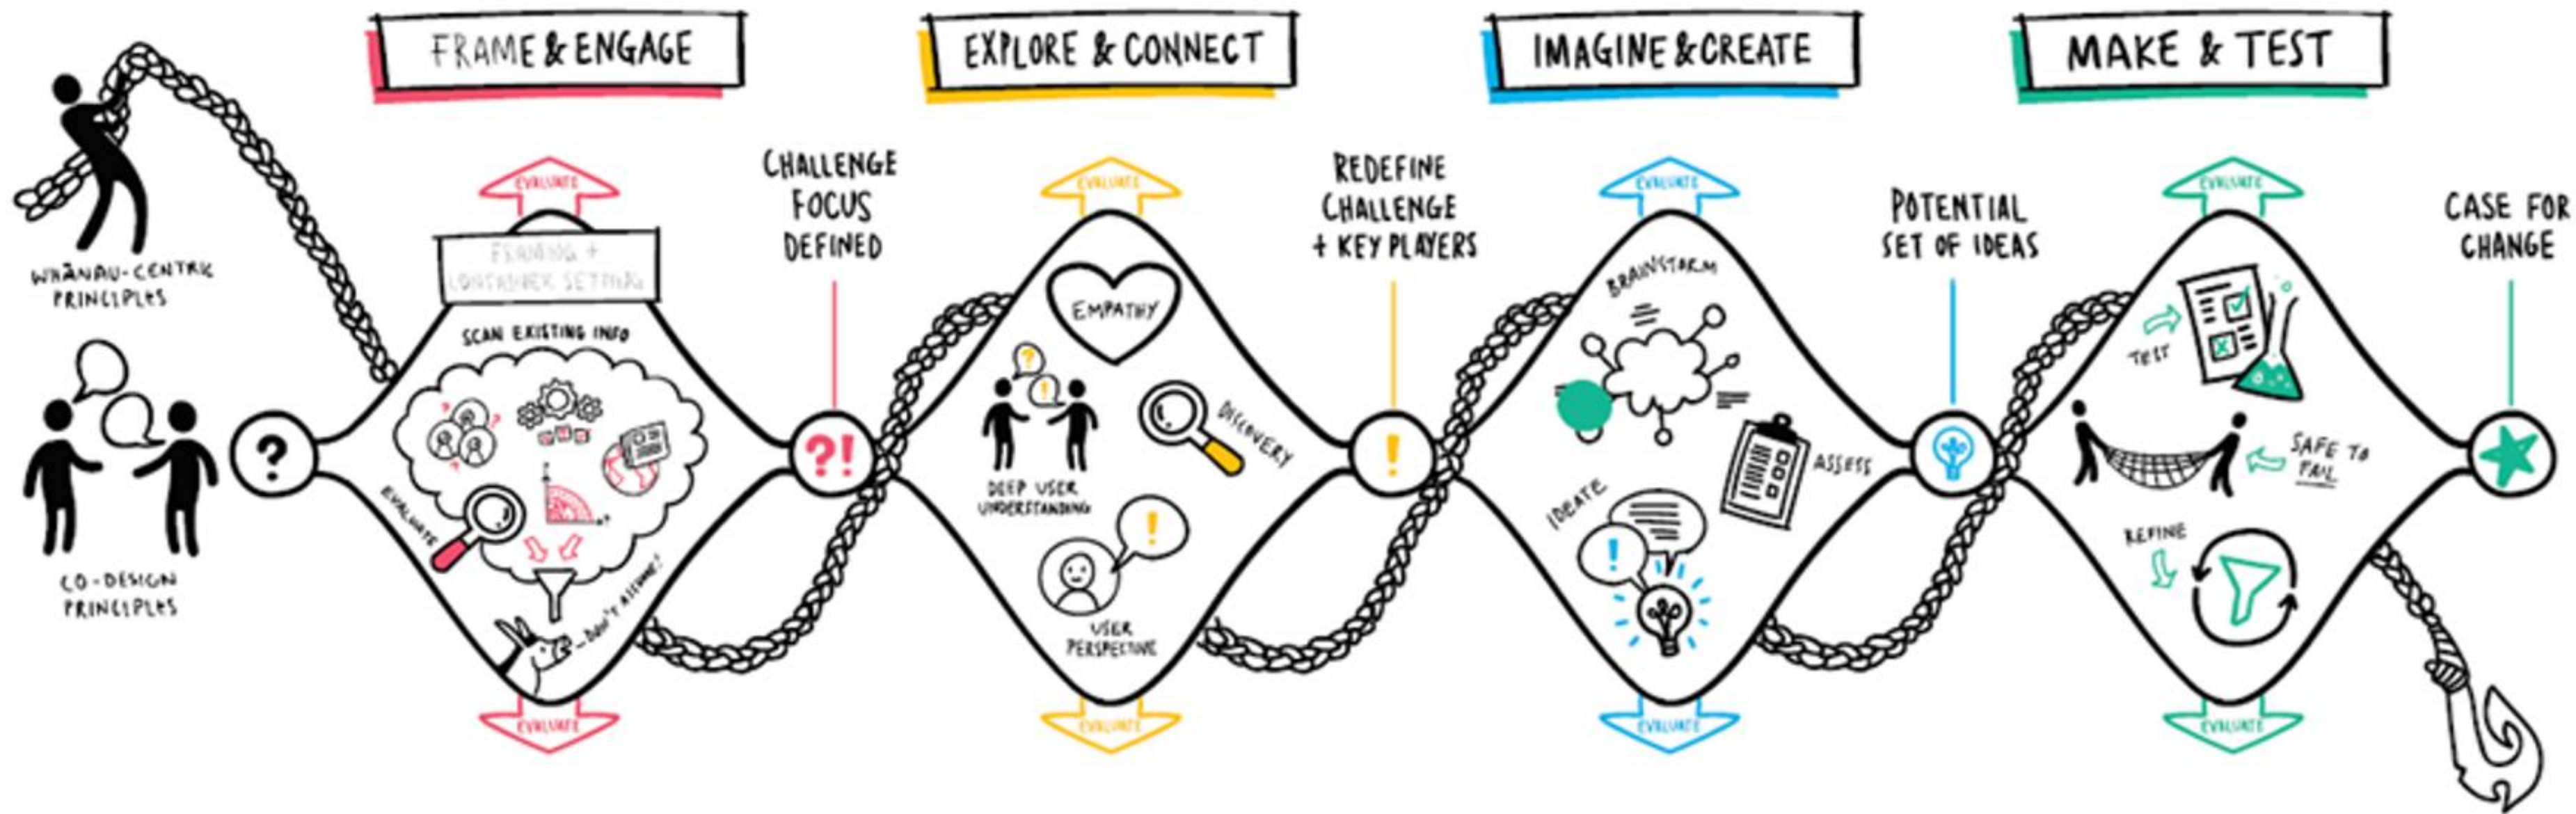 FRAME & ENGAGE
EXPLORE & CONNECT
IMAGINE & CREATE
MAKE & TEST
WHĀNAU-CENTRIC
PRINCIPLES
CO-DESIGN
PRINCIPLES
?
EVALUATE
FRAMING +
CONTAINER SETTING
SCAN EXISTING INFO
? ?
?
EVALUATE
DON'T ASSUME!
EVALUATE
CHALLENGE
FOCUS
DEFINED
?!
EVALUATE
EMPATHY
?
!
DEEP USER
UNDERSTANDING
DISCOVERY
!
USER
PERSPECTIVE
EVALUATE
REDEFINE
CHALLENGE
+ KEY PLAYERS
!
EVALUATE
BRAINSTORM
ASSESS
IDEATE
!
EVALUATE
POTENTIAL
SET OF IDEAS
EVALUATE
TEST
SAFE TO
FAIL
REFINE
EVALUATE
CASE FOR
CHANGE